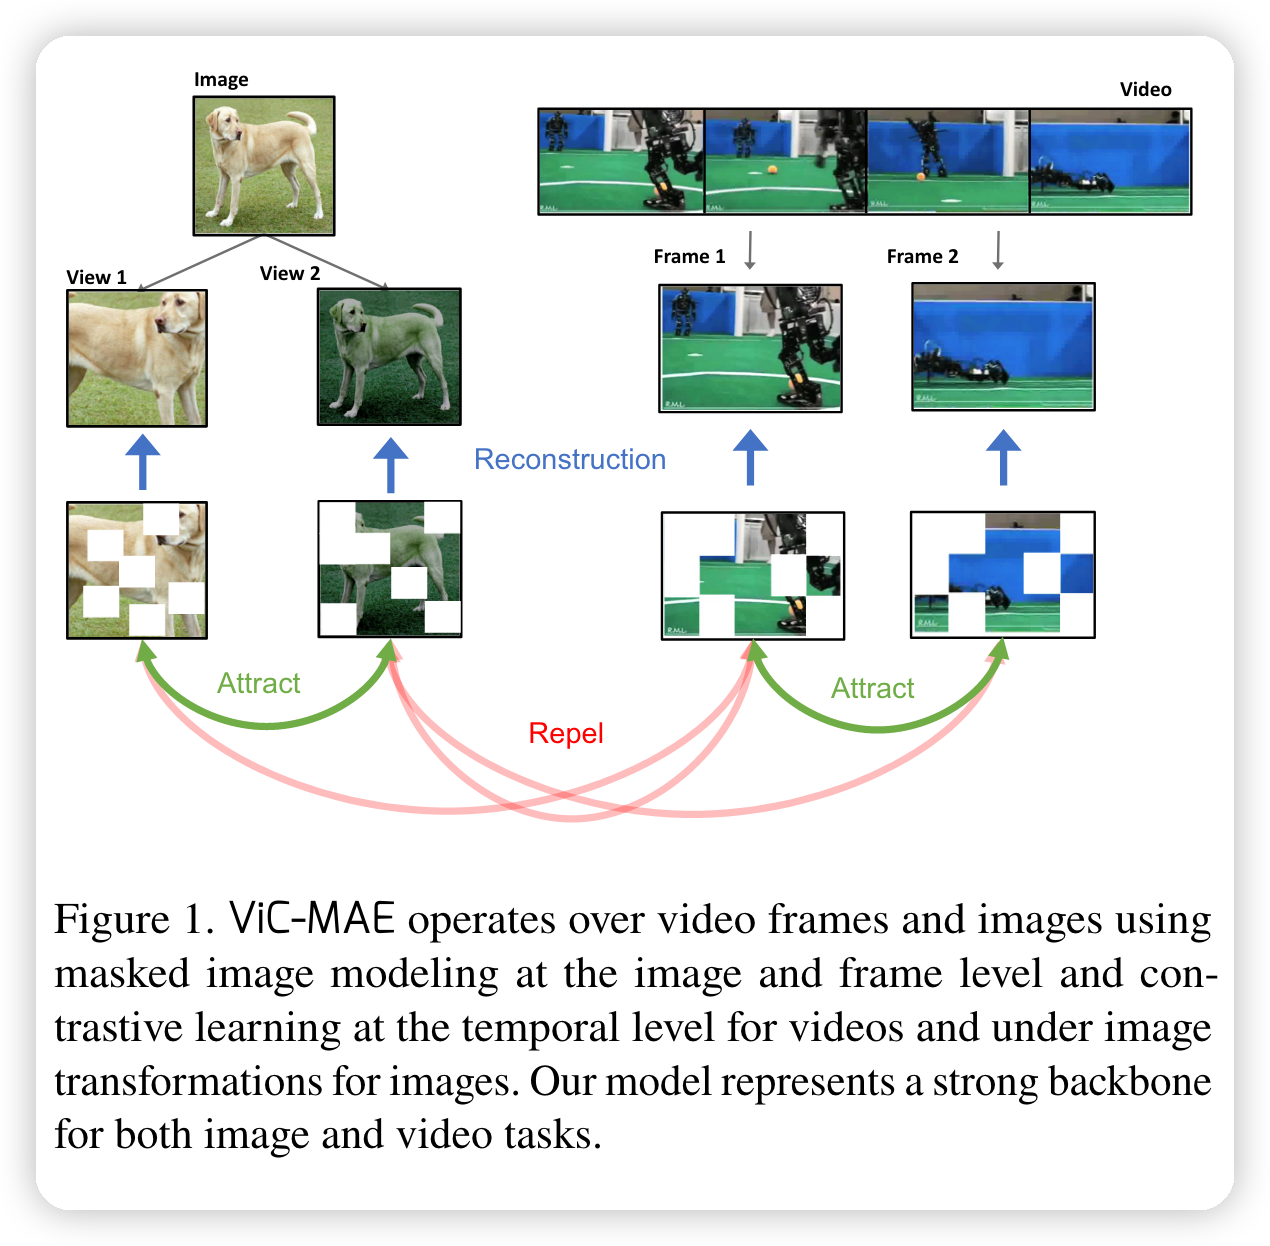 Image
Video
View 1
View 2
Frame 1
Frame 2
R.M.L.
R.M.L.
R.M.L.
R.M.L.
R.M.L.
R.M.L.
Reconstruction
R.M.L.
R.M.L.
Attract
Attract
Repel
Figure 1. ViC-MAE operates over video frames and images using
masked image modeling at the image and frame level and con-
trastive learning at the temporal level for videos and under image
transformations for images. Our model represents a strong backbone
for both image and video tasks.